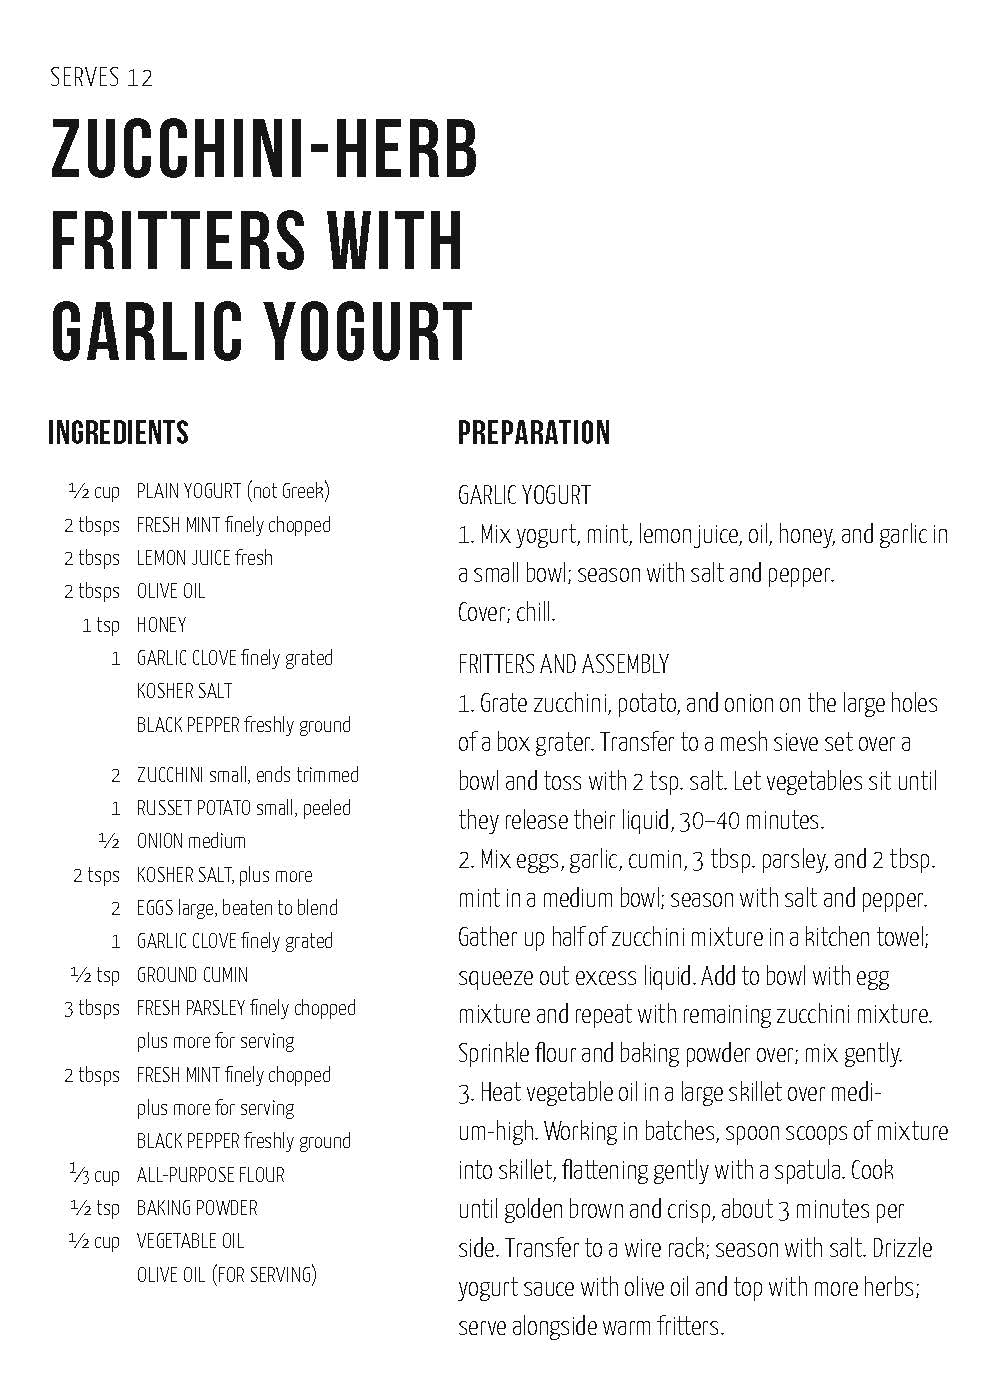 SERVES 12
ZUCCHINI-HERB
FRITTERS WITH
GARLIC YOGURT
INGREDIENTS
½ cup PLAIN YOGURT (not Greek)
2 tbsps FRESH MINT finely chopped
2 tbsps LEMON JUICE fresh
2 tbsps OLIVE OIL
1 tsp HONEY
1 GARLIC CLOVE finely grated
KOSHER SALT
BLACK PEPPER freshly ground
2 ZUCCHINI small, ends trimmed
1 RUSSET POTATO small, peeled
½ ONION medium
2 tsps KOSHER SALT, plus more
2 EGGS large, beaten to blend
1 GARLIC CLOVE finely grated
½ tsp GROUND CUMIN
3 tbsps FRESH PARSLEY finely chopped
plus more for serving
2 tbsps FRESH MINT finely chopped
plus more for serving
BLACK PEPPER freshly ground
⅓ cup ALL-PURPOSE FLOUR
½ tsp BAKING POWDER
½ cup VEGETABLE OIL
OLIVE OIL (FOR SERVING)
PREPARATION
GARLIC YOGURT
1. Mix yogurt, mint, lemon juice, oil, honey, and garlic in
a small bowl; season with salt and pepper.
Cover; chill.
FRITTERS AND ASSEMBLY
1. Grate zucchini, potato, and onion on the large holes
of a box grater. Transfer to a mesh sieve set over a
bowl and toss with 2 tsp. salt. Let vegetables sit until
they release their liquid, 30–40 minutes.
2. Mix eggs, garlic, cumin, 3 tbsp. parsley, and 2 tbsp.
mint in a medium bowl; season with salt and pepper.
Gather up half of zucchini mixture in a kitchen towel;
squeeze out excess liquid. Add to bowl with egg
mixture and repeat with remaining zucchini mixture.
Sprinkle flour and baking powder over; mix gently.
3. Heat vegetable oil in a large skillet over medi-
um-high. Working in batches, spoon scoops of mixture
into skillet, flattening gently with a spatula. Cook
until golden brown and crisp, about 3 minutes per
side. Transfer to a wire rack; season with salt. Drizzle
yogurt sauce with olive oil and top with more herbs;
serve alongside warm fritters.